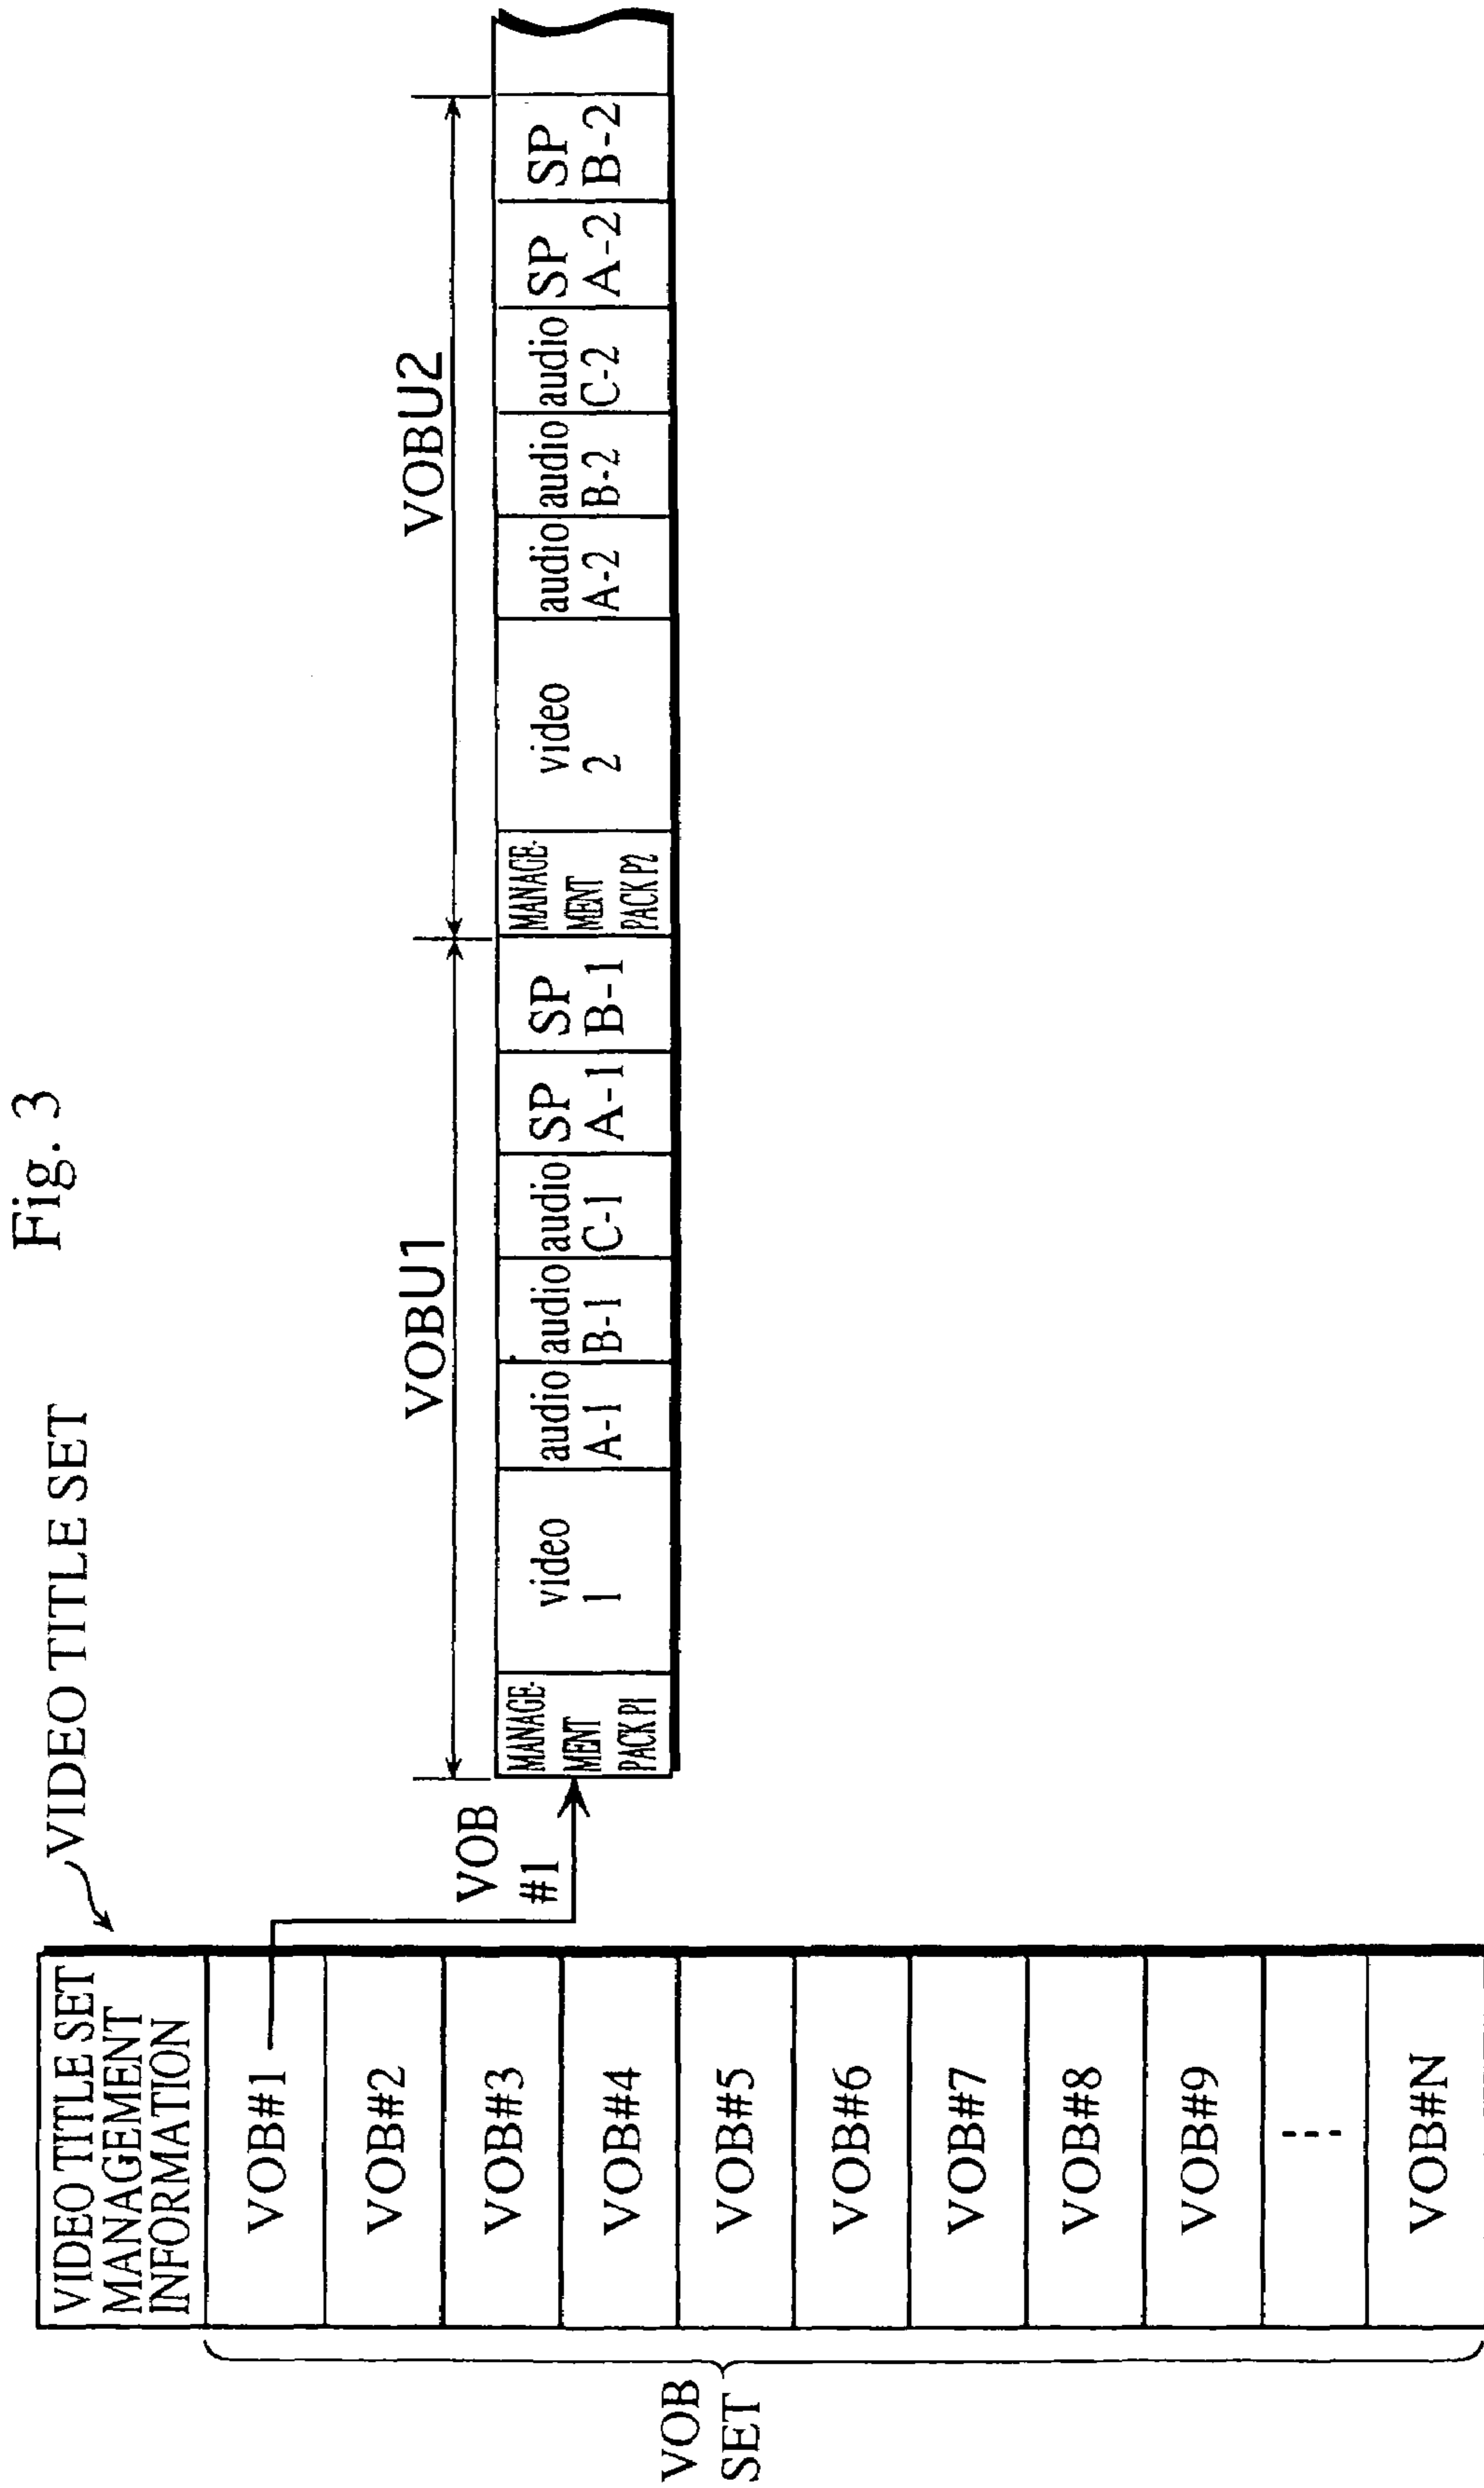 Fig. 3
VIDEO TITLE SET
VIDEO TITLE SET
MANAGEMENT
INFORMATION
VOB#1
VOB#2
VOB#3
VOB#4
VOB#5
VOB#6
VOB#7
VOB#8
VOB#9
⋮
VOB#N
VOB
SET
VOB
#1
VOBU1
VOBU2
MANAGE-
MENT
PACK P1
video
1
audio
A-1
audio
B-1
audio
C-1
SP
A-1
SP
B-1
MANAGE-
MENT
PACK P2
video
2
audio
A-2
audio
B-2
audio
C-2
SP
A-2
SP
B-2